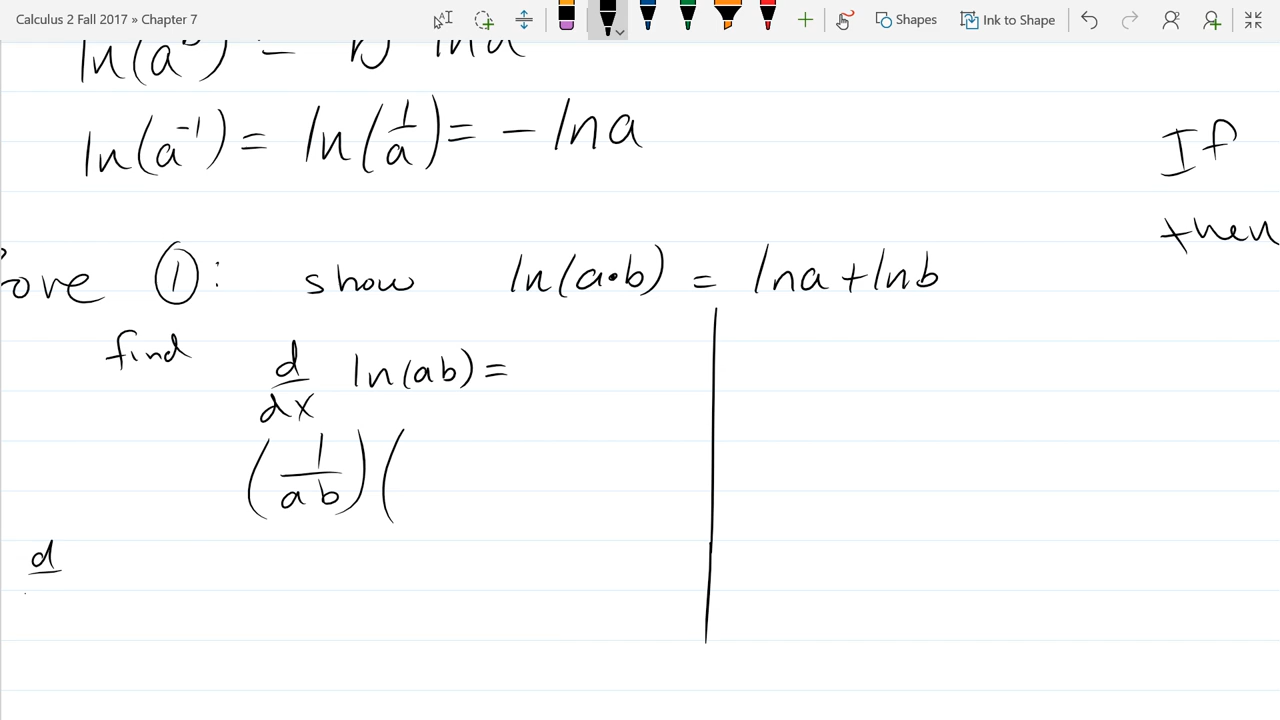 Calculus 2 Fall 2017 » Chapter 7
Shapes
Ink to Shape
ln(a⁻¹) = ln(1/a) = - ln a
If
then
ove ①: show ln(a·b) = ln a + ln b
find d/dx ln(ab) =
(1/ab)(
d